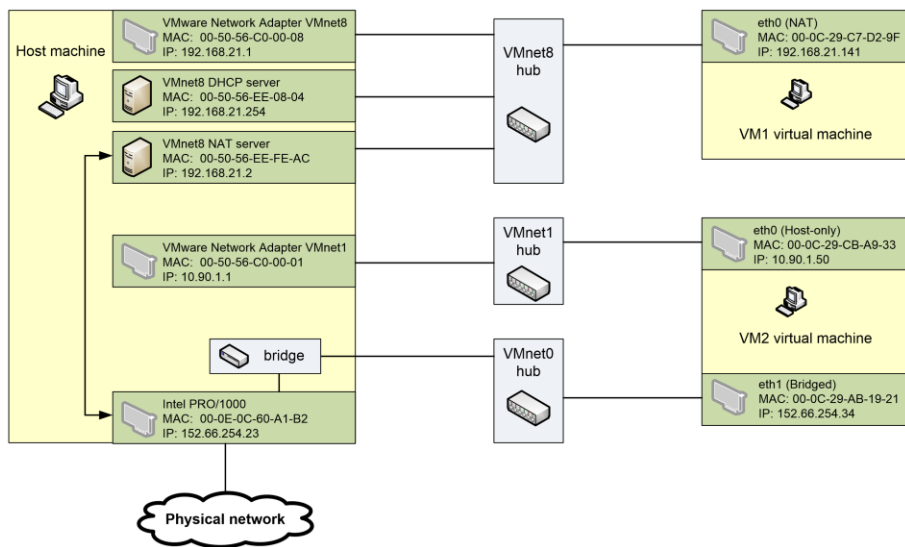 Host machine
VMware Network Adapter VMnet8
MAC: 00-50-56-C0-00-08
IP: 192.168.21.1
VMnet8 DHCP server
MAC: 00-50-56-EE-08-04
IP: 192.168.21.254
VMnet8 NAT server
MAC: 00-50-56-EE-FE-AC
IP: 192.168.21.2
VMware Network Adapter VMnet1
MAC: 00-50-56-C0-00-01
IP: 10.90.1.1
bridge
Intel PRO/1000
MAC: 00-0E-0C-60-A1-B2
IP: 152.66.254.23
Physical network
VMnet8
hub
VMnet1
hub
VMnet0
hub
eth0 (NAT)
MAC: 00-0C-29-C7-D2-9F
IP: 192.168.21.141
VM1 virtual machine
eth0 (Host-only)
MAC: 00-0C-29-CB-A9-33
IP: 10.90.1.50
VM2 virtual machine
eth1 (Bridged)
MAC: 00-0C-29-AB-19-21
IP: 152.66.254.34